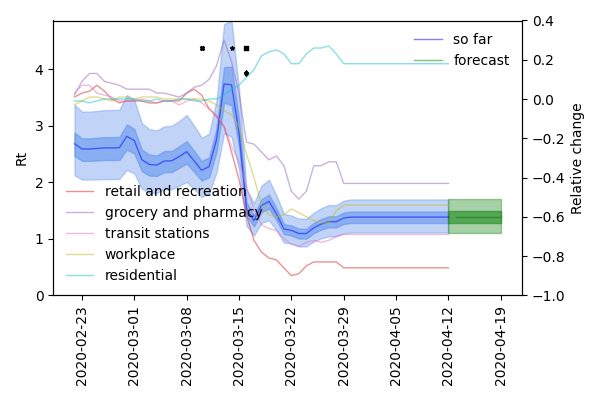 so far
forecast
Rt
4
3
2
1
0
0.4
0.2
0.0
−0.2
−0.4
−0.6
−0.8
−1.0
Relative change
retail and recreation
grocery and pharmacy
transit stations
workplace
residential
2020-02-23
2020-03-01
2020-03-08
2020-03-15
2020-03-22
2020-03-29
2020-04-05
2020-04-12
2020-04-19